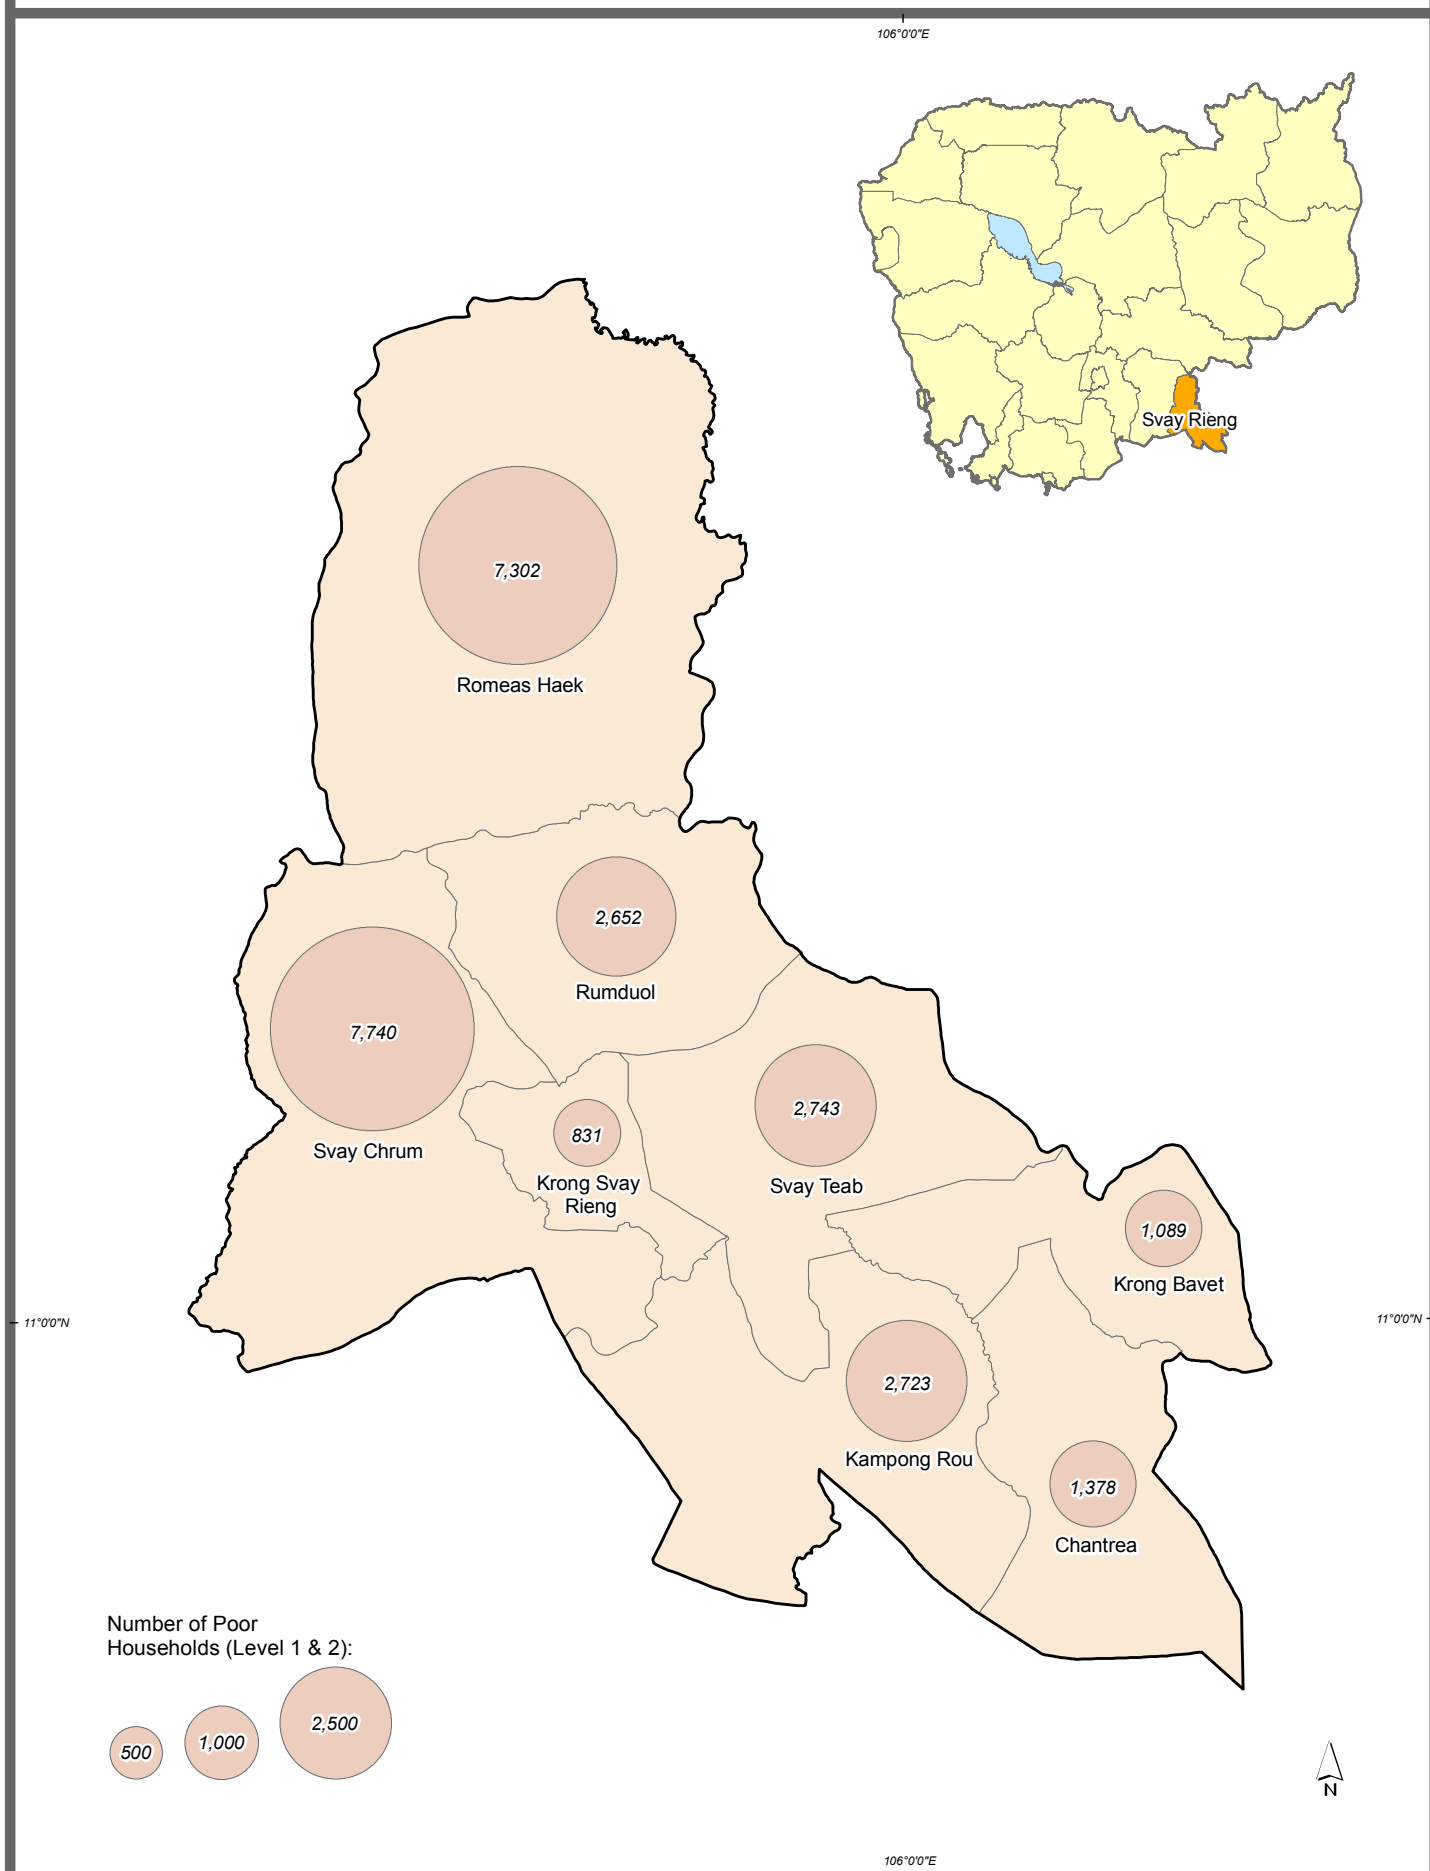 106°0'0"E
Svay Rieng
7,302
Romeas Haek
2,652
Rumduol
7,740
Svay Chrum
831
Krong Svay
Rieng
2,743
Svay Teab
1,089
Krong Bavet
11°0'0"N
11°0'0"N
2,723
Kampong Rou
1,378
Chantrea
Number of Poor
Households (Level 1 & 2):
500
1,000
2,500
N
106°0'0"E